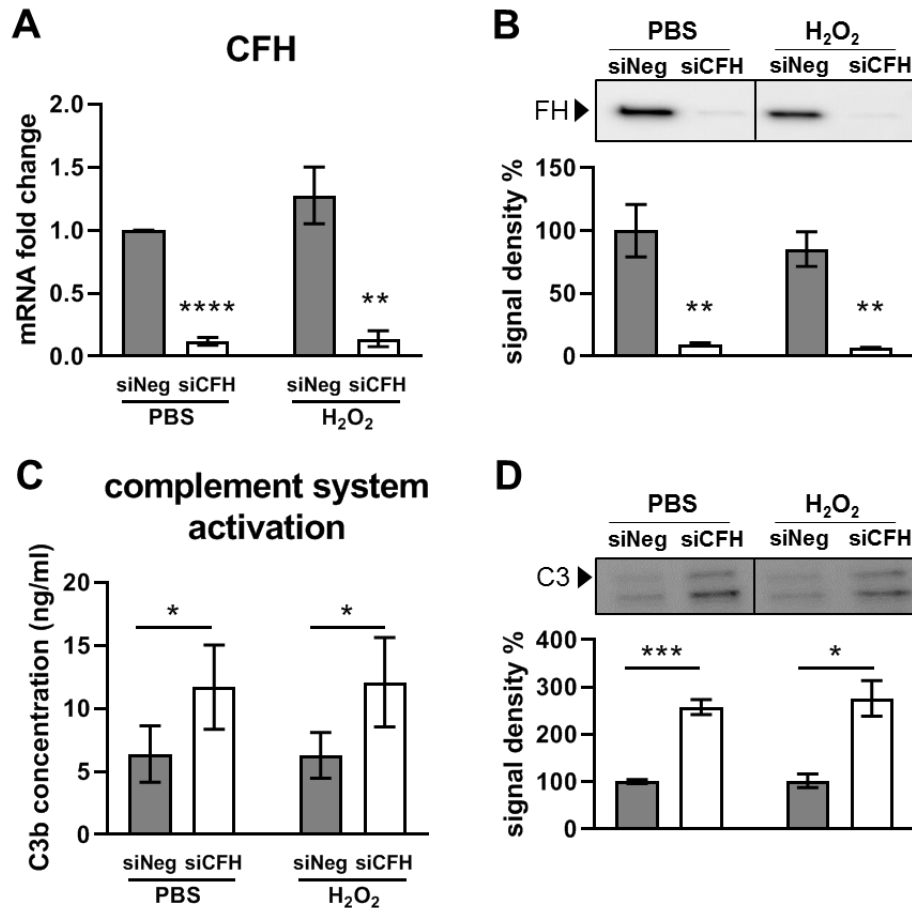 A
CFH
mRNA fold change
2.0
1.5
1.0
0.5
0.0
****
**
siNeg siCFH siNeg siCFH
PBS H₂O₂
B
PBS H₂O₂
siNeg siCFH siNeg siCFH
FH
signal density %
150
100
50
0
** **
C
complement system
activation
C3b concentration (ng/ml)
20
15
10
5
0
* *
siNeg siCFH siNeg siCFH
PBS H₂O₂
D
PBS H₂O₂
siNeg siCFH siNeg siCFH
C3
signal density %
400
300
200
100
0
*** *